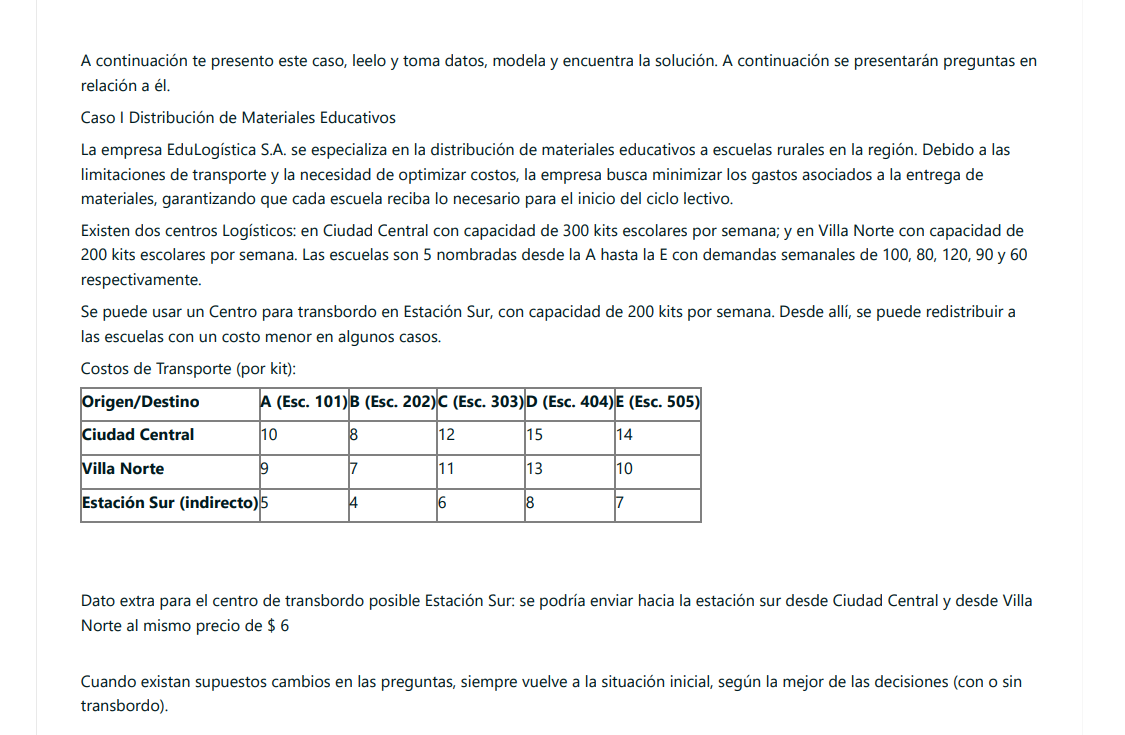 A continuación te presento este caso, leelo y toma datos, modela y encuentra la solución. A continuación se presentarán preguntas en
relación a él.
Caso I Distribución de Materiales Educativos
La empresa EduLogística S.A. se especializa en la distribución de materiales educativos a escuelas rurales en la región. Debido a las
limitaciones de transporte y la necesidad de optimizar costos, la empresa busca minimizar los gastos asociados a la entrega de
materiales, garantizando que cada escuela reciba lo necesario para el inicio del ciclo lectivo.
Existen dos centros Logísticos: en Ciudad Central con capacidad de 300 kits escolares por semana; y en Villa Norte con capacidad de
200 kits escolares por semana. Las escuelas son 5 nombradas desde la A hasta la E con demandas semanales de 100, 80, 120, 90 y 60
respectivamente.
Se puede usar un Centro para transbordo en Estación Sur, con capacidad de 200 kits por semana. Desde allí, se puede redistribuir a
las escuelas con un costo menor en algunos casos.
Costos de Transporte (por kit):
Origen/Destino A (Esc. 101) B (Esc. 202) C (Esc. 303) D (Esc. 404) E (Esc. 505)
Ciudad Central 10 8 12 15 14
Villa Norte 9 7 11 13 10
Estación Sur (indirecto) 5 4 6 8 7
Dato extra para el centro de transbordo posible Estación Sur: se podría enviar hacia la estación sur desde Ciudad Central y desde Villa
Norte al mismo precio de $ 6
Cuando existan supuestos cambios en las preguntas, siempre vuelve a la situación inicial, según la mejor de las decisiones (con o sin
transbordo).